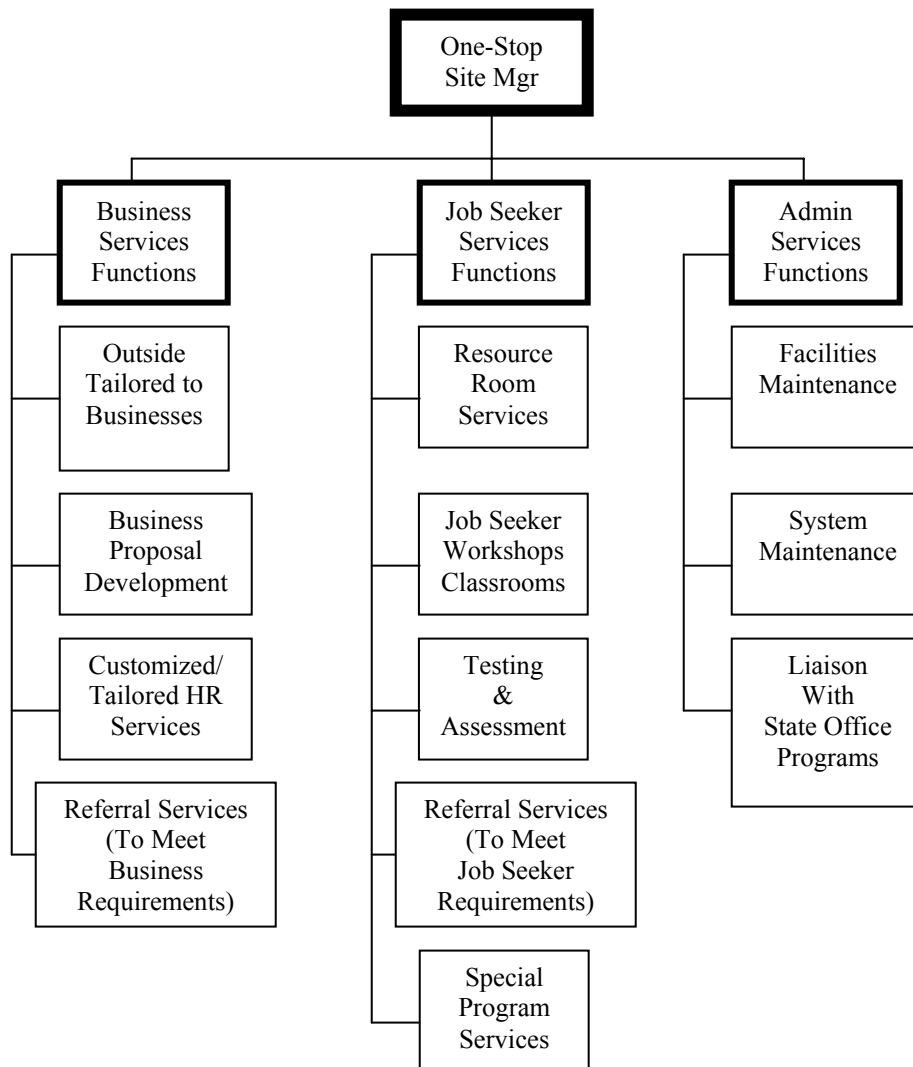 One-Stop
Site Mgr
Business
Services
Functions
Job Seeker
Services
Functions
Admin
Services
Functions
Outside
Tailored to
Businesses
Resource
Room
Services
Facilities
Maintenance
Business
Proposal
Development
Job Seeker
Workshops
Classrooms
System
Maintenance
Customized/
Tailored HR
Services
Testing
&
Assessment
Liaison
With
State Office
Programs
Referral Services
(To Meet
Business
Requirements)
Referral Services
(To Meet
Job Seeker
Requirements)
Special
Program
Services